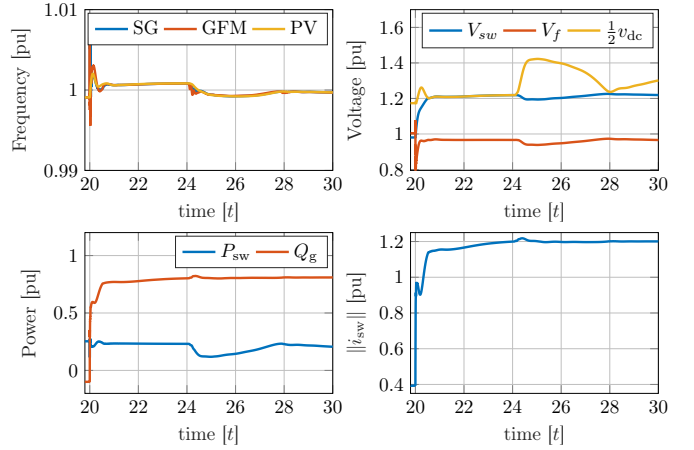 SG GFM PV
Frequency [pu]
1.01
1
0.99
20 22 24 26 28 30
time [t]
V_sw V_f ½v_dc
Voltage [pu]
1.6
1.4
1.2
1
0.8
20 22 24 26 28 30
time [t]
P_sw Q_g
Power [pu]
1
0.5
0
20 22 24 26 28 30
time [t]
‖i_sw‖ [pu]
1.2
1
0.8
0.6
0.4
20 22 24 26 28 30
time [t]